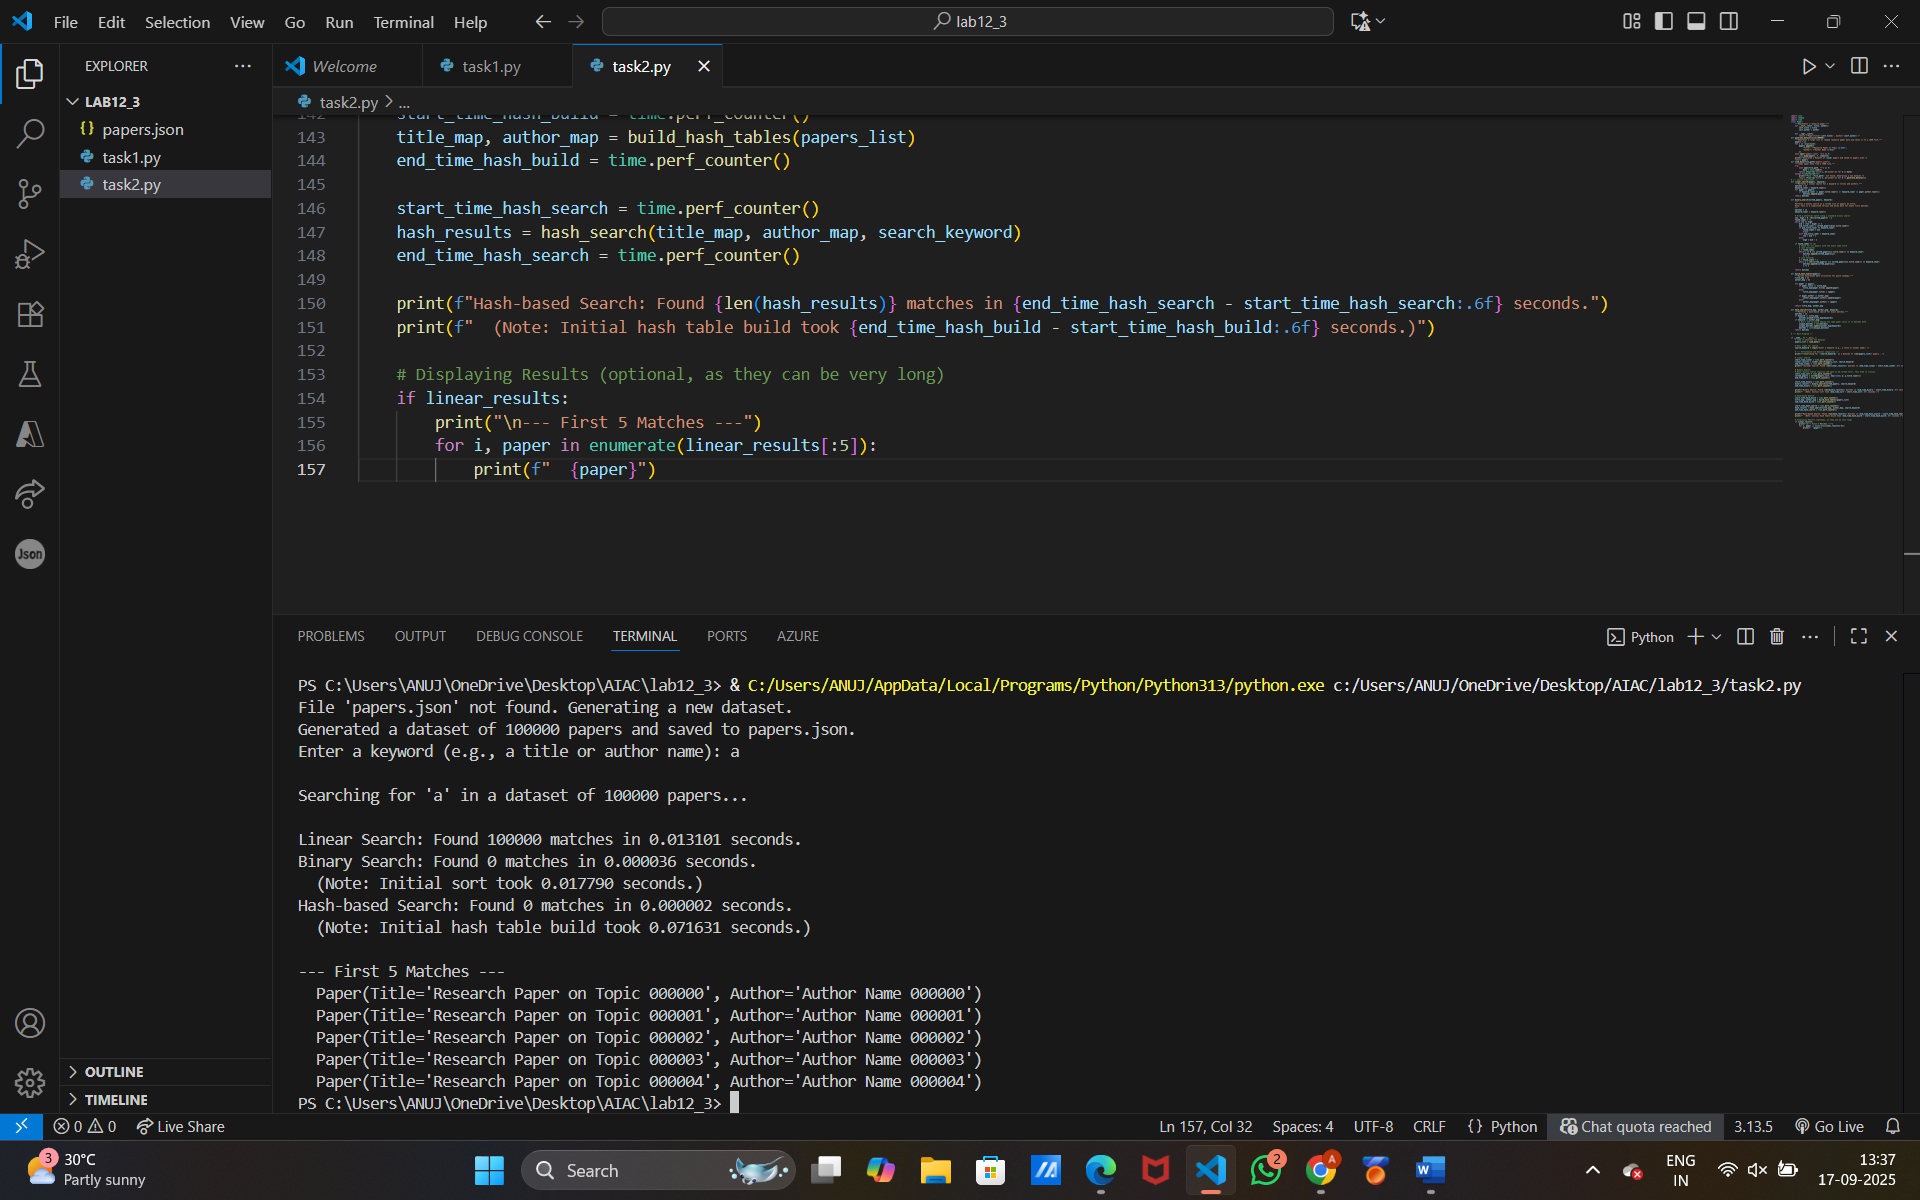 File Edit Selection View Go Run Terminal Help
lab12_3
EXPLORER
LAB12_3
papers.json
task1.py
task2.py
Welcome
task1.py
task2.py
task2.py > ...
142 start_time_hash_build = time.perf_counter()
143 title_map, author_map = build_hash_tables(papers_list)
144 end_time_hash_build = time.perf_counter()
145
146 start_time_hash_search = time.perf_counter()
147 hash_results = hash_search(title_map, author_map, search_keyword)
148 end_time_hash_search = time.perf_counter()
149
150 print(f"Hash-based Search: Found {len(hash_results)} matches in {end_time_hash_search - start_time_hash_search:.6f} seconds.")
151 print(f"  (Note: Initial hash table build took {end_time_hash_build - start_time_hash_build:.6f} seconds.)")
152
153 # Displaying Results (optional, as they can be very long)
154 if linear_results:
155 print("\n--- First 5 Matches ---")
156 for i, paper in enumerate(linear_results[:5]):
157 print(f"  {paper}")
Json
PROBLEMS OUTPUT DEBUG CONSOLE TERMINAL PORTS AZURE
Python
PS C:\Users\ANUJ\OneDrive\Desktop\AIAC\lab12_3> & C:/Users/ANUJ/AppData/Local/Programs/Python/Python313/python.exe c:/Users/ANUJ/OneDrive/Desktop/AIAC/lab12_3/task2.py
File 'papers.json' not found. Generating a new dataset.
Generated a dataset of 100000 papers and saved to papers.json.
Enter a keyword (e.g., a title or author name): a
Searching for 'a' in a dataset of 100000 papers...
Linear Search: Found 100000 matches in 0.013101 seconds.
Binary Search: Found 0 matches in 0.000036 seconds.
(Note: Initial sort took 0.017790 seconds.)
Hash-based Search: Found 0 matches in 0.000002 seconds.
(Note: Initial hash table build took 0.071631 seconds.)
--- First 5 Matches ---
Paper(Title='Research Paper on Topic 000000', Author='Author Name 000000')
Paper(Title='Research Paper on Topic 000001', Author='Author Name 000001')
Paper(Title='Research Paper on Topic 000002', Author='Author Name 000002')
Paper(Title='Research Paper on Topic 000003', Author='Author Name 000003')
Paper(Title='Research Paper on Topic 000004', Author='Author Name 000004')
PS C:\Users\ANUJ\OneDrive\Desktop\AIAC\lab12_3>
OUTLINE
TIMELINE
0 0 Live Share
Ln 157, Col 32 Spaces: 4 UTF-8 CRLF {} Python Chat quota reached 3.13.5 Go Live
3
30°C
Partly sunny
Search
2
A
ENG
IN
13:37
17-09-2025